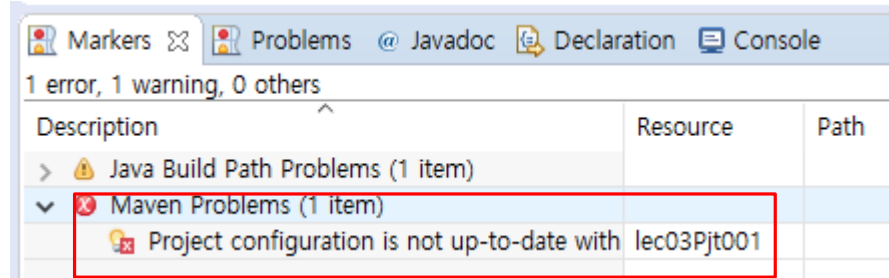 Markers Problems @ Javadoc Declaration Console
1 error, 1 warning, 0 others
Description Resource Path
Java Build Path Problems (1 item)
Maven Problems (1 item)
Project configuration is not up-to-date with lec03Pjt001